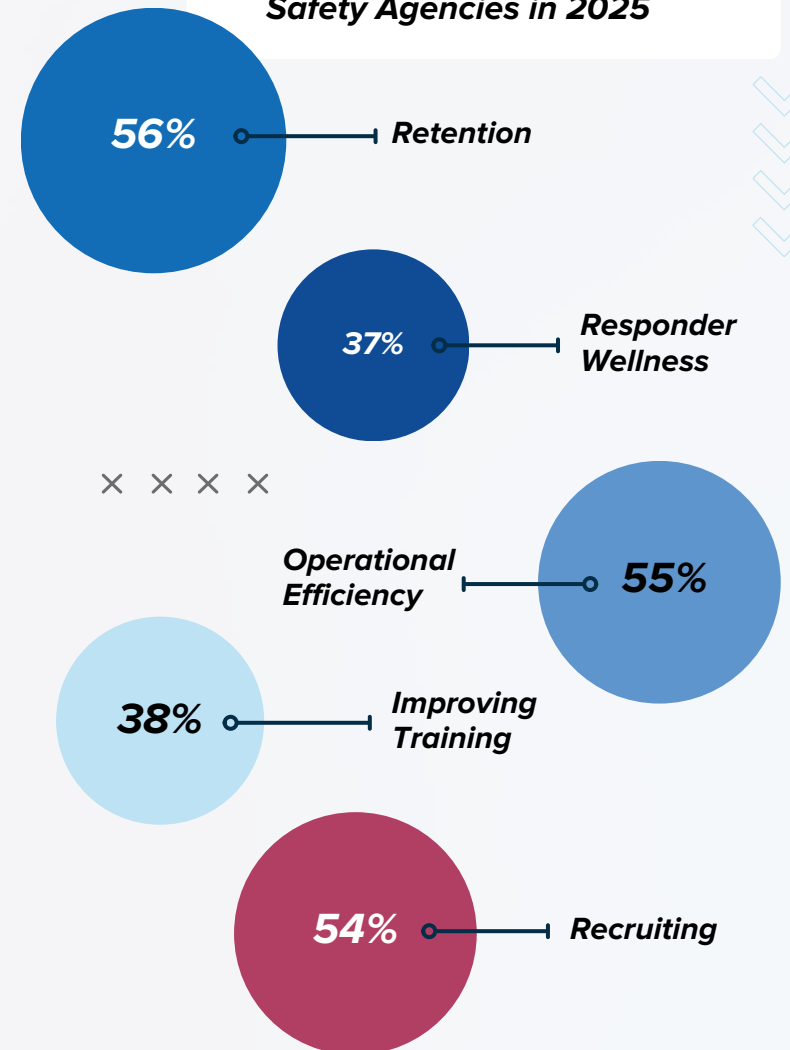 Safety Agencies in 2025
56%
Retention
37%
Responder
Wellness
Operational
Efficiency
55%
38%
Improving
Training
54%
Recruiting